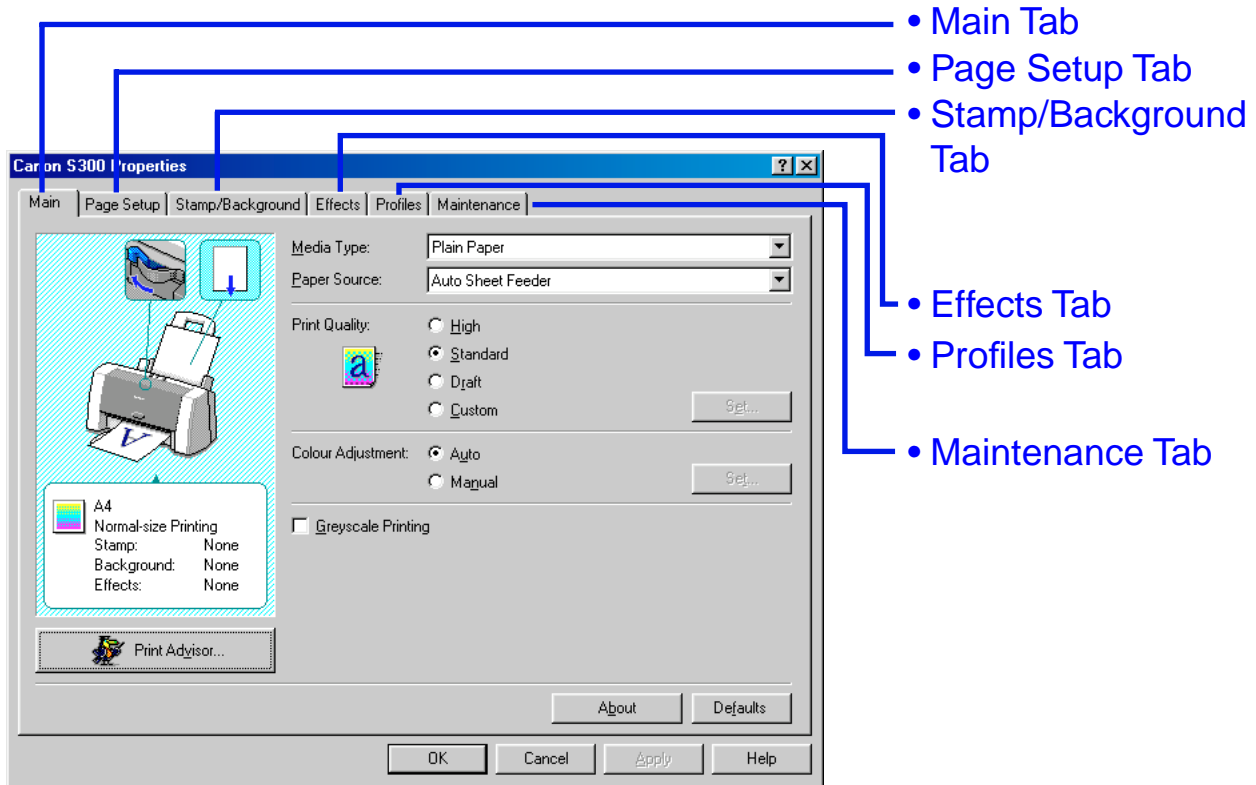 • Main Tab
• Page Setup Tab
• Stamp/Background
Tab
Canon S300 Properties
Main Page Setup Stamp/Background Effects Profiles Maintenance
Media Type: Plain Paper
Paper Source: Auto Sheet Feeder
• Effects Tab
Print Quality: High
a Standard
• Profiles Tab
Draft
Custom Set...
Colour Adjustment: Auto
• Maintenance Tab
Manual Set...
A4
Normal-size Printing
Stamp: None
Background: None
Effects: None
Greyscale Printing
A
Print Advisor...
About Defaults
OK Cancel Apply Help